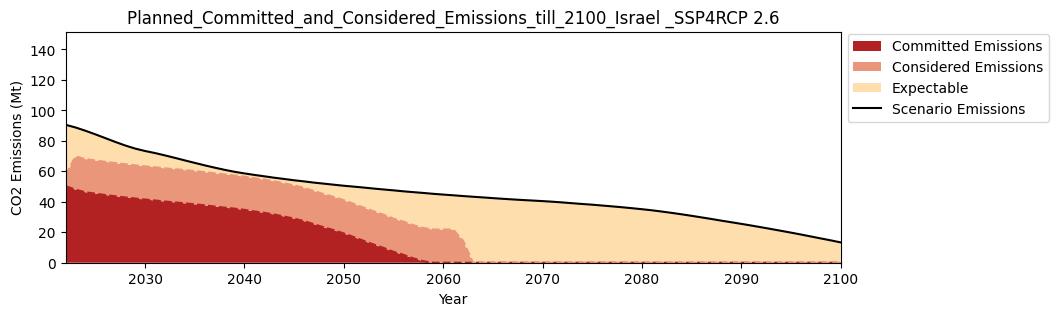 Planned_Committed_and_Considered_Emissions_till_2100_Israel _SSP4RCP 2.6
CO2 Emissions (Mt)
140
120
100
80
60
40
20
0
2030 2040 2050 2060 2070 2080 2090 2100
Year
Committed Emissions
Considered Emissions
Expectable
Scenario Emissions